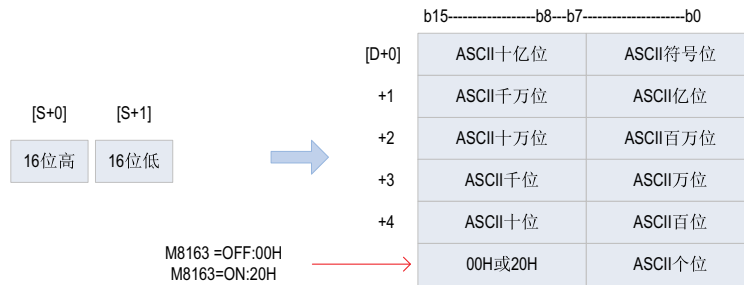 b15------------------b8---b7---------------------b0
[D+0] ASCII十亿位 ASCII符号位
+1 ASCII千万位 ASCII亿位
[S+0] [S+1]
+2 ASCII十万位 ASCII百万位
16位高 16位低
+3 ASCII千位 ASCII万位
+4 ASCII十位 ASCII百位
M8163 =OFF:00H
M8163=ON:20H
00H或20H ASCII个位